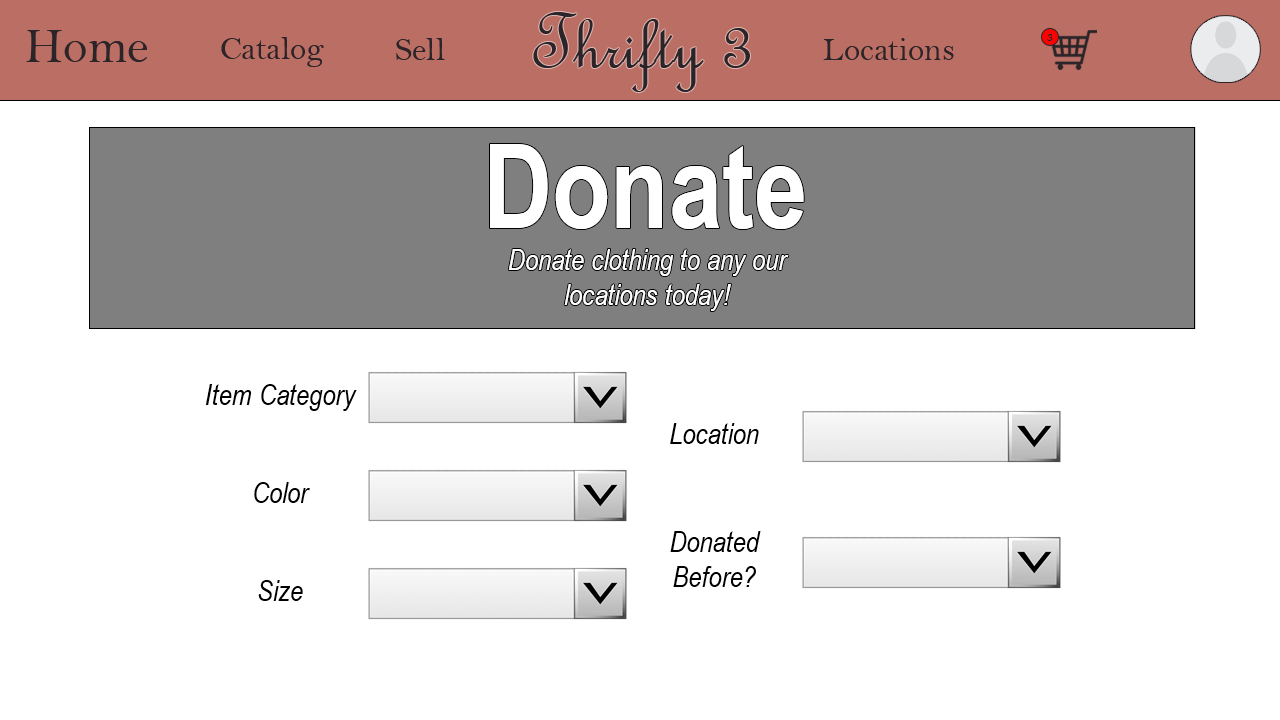 Home
Catalog
Sell
Thrifty 3
Locations
3
Donate
Donate clothing to any our
locations today!
Item Category
Color
Size
Location
Donated
Before?